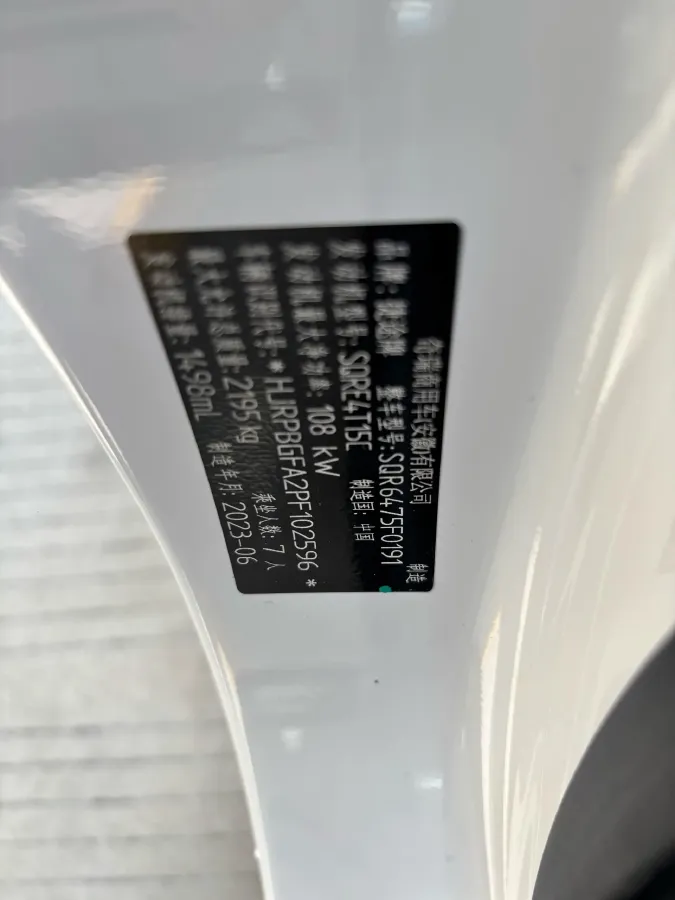 奇瑞商用车(安徽)有限公司 制造
品牌: 捷途牌 整车型号: SQR6475F0191
发动机型号: SQRE4T15C 制造国: 中国
发动机最大净功率: 108 kW
车辆识别代号: *HJRPBGFA2PF102596*
最大允许总质量: 2195 kg 乘坐人数: 7 人
发动机排量: 1498mL 制造年月: 2023-06